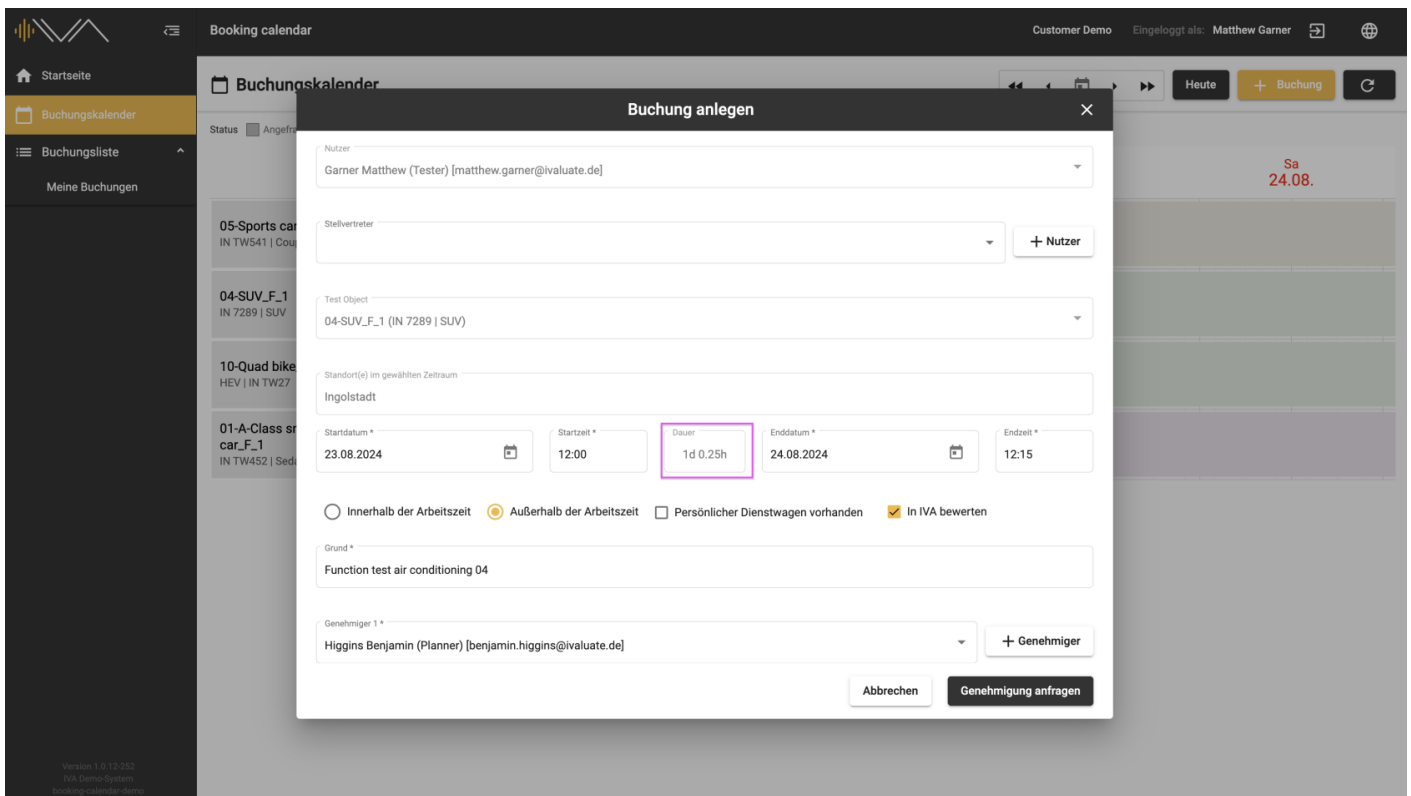 IVA
Booking calendar
Customer Demo Eingeloggt als: Matthew Garner
Startseite
Buchungskalender
Buchungsliste
Meine Buchungen
Buchungskalender
Heute
+ Buchung
Status Angefra
Sa
24.08.
05-Sports car
IN TW541 | Coup
04-SUV_F_1
IN 7289 | SUV
10-Quad bike
HEV | IN TW27
01-A-Class sm
car_F_1
IN TW452 | Seda
Buchung anlegen
Nutzer
Garner Matthew (Tester) [matthew.garner@ivaluate.de]
Stellvertreter
+ Nutzer
Test Object
04-SUV_F_1 (IN 7289 | SUV)
Standort(e) im gewählten Zeitraum
Ingolstadt
Startdatum * Startzeit * Dauer Enddatum * Endzeit *
23.08.2024 12:00 1d 0.25h 24.08.2024 12:15
Innerhalb der Arbeitszeit Außerhalb der Arbeitszeit Persönlicher Dienstwagen vorhanden In IVA bewerten
Grund *
Function test air conditioning 04
Genehmiger 1 *
Higgins Benjamin (Planner) [benjamin.higgins@ivaluate.de]
+ Genehmiger
Abbrechen Genehmigung anfragen
Version 1.0.12-253
IVA Demo-System
booking-calendar-demo